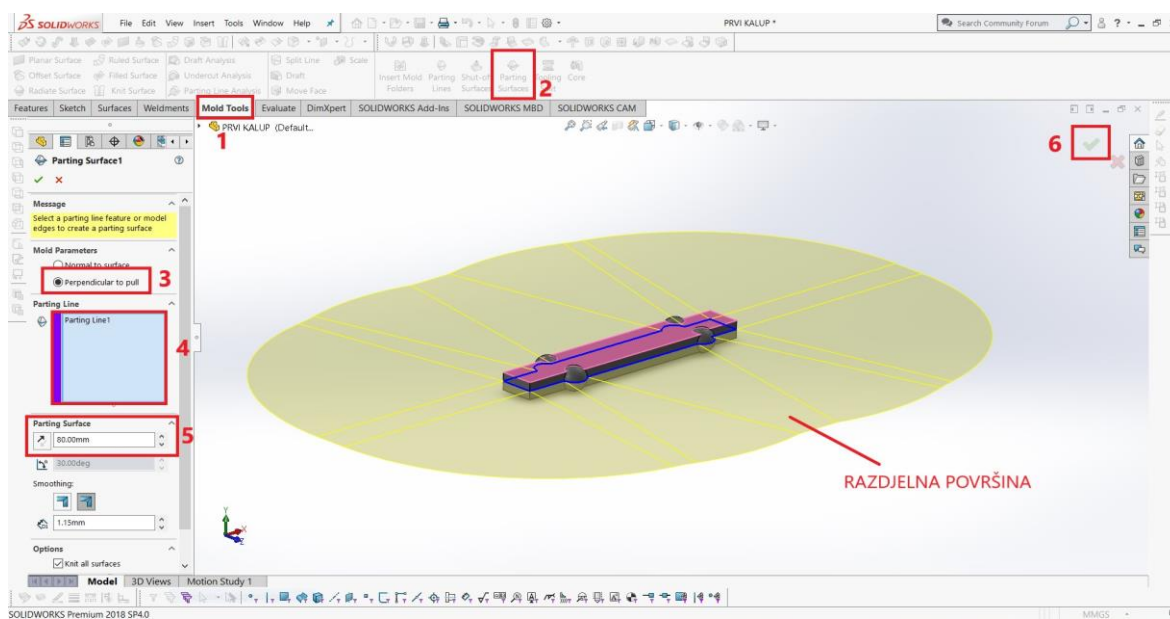 SOLIDWORKS File Edit View Insert Tools Window Help PRVI KALUP * Search Community Forum
Planar Surface Ruled Surface Draft Analysis Split Line Scale
Offset Surface Filled Surface Undercut Analysis Draft Insert Mold Parting Shut-off Parting Tooling Core
Radiate Surface Knit Surface Parting Line Analysis Move Face Folders Lines Surfaces Surfaces 2
Features Sketch Surfaces Weldments Mold Tools Evaluate DimXpert SOLIDWORKS Add-Ins SOLIDWORKS MBD SOLIDWORKS CAM
1
PRVI KALUP (Default...
6
Parting Surface1
Message
Select a parting line feature or model
edges to create a parting surface
Mold Parameters
Normal to surface
Perpendicular to pull 3
Parting Line
Parting Line1
4
Parting Surface
80.00mm 5
30.00deg
Smoothing:
1.15mm
Options
Knit all surfaces
RAZDJELNA POVRŠINA
Y
X
Z
Model 3D Views Motion Study 1
SOLIDWORKS Premium 2018 SP4.0 MMGS